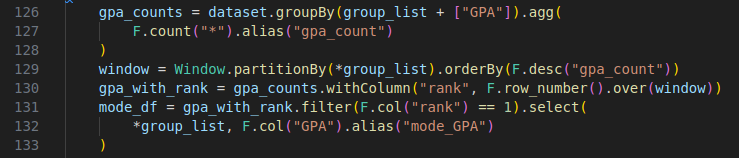 126 gpa_counts = dataset.groupBy(group_list + ["GPA"]).agg(
127     F.count("*").alias("gpa_count")
128 )
129 window = Window.partitionBy(*group_list).orderBy(F.desc("gpa_count"))
130 gpa_with_rank = gpa_counts.withColumn("rank", F.row_number().over(window))
131 mode_df = gpa_with_rank.filter(F.col("rank") == 1).select(
132     *group_list, F.col("GPA").alias("mode_GPA")
133 )